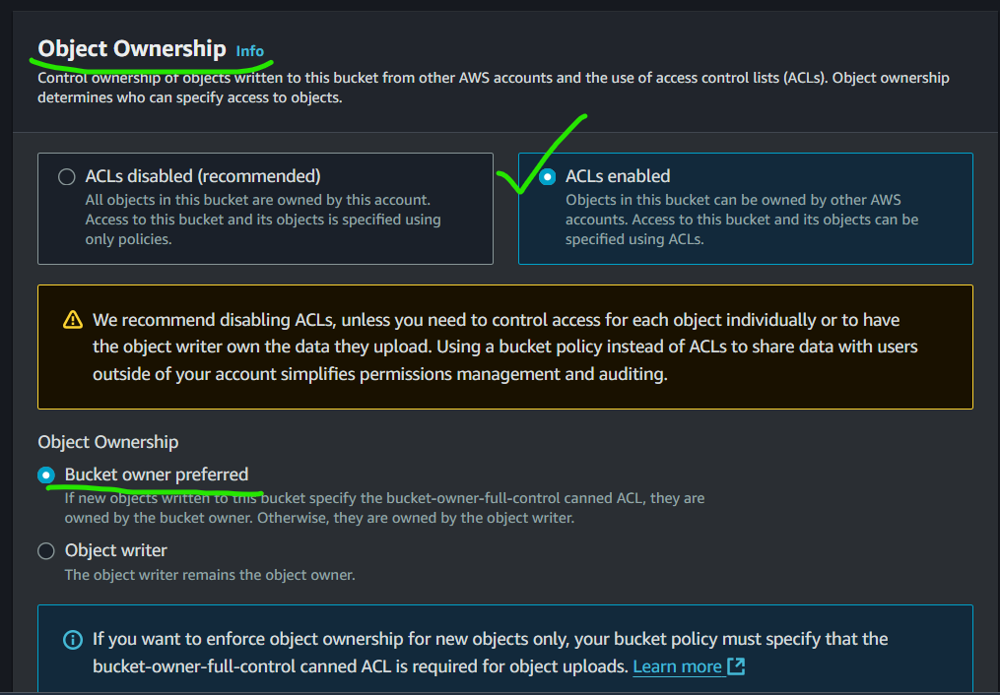 Object Ownership Info
Control ownership of objects written to this bucket from other AWS accounts and the use of access control lists (ACLs). Object ownership
determines who can specify access to objects.
ACLs disabled (recommended)
All objects in this bucket are owned by this account.
Access to this bucket and its objects is specified using
only policies.
ACLs enabled
Objects in this bucket can be owned by other AWS
accounts. Access to this bucket and its objects can be
specified using ACLs.
We recommend disabling ACLs, unless you need to control access for each object individually or to have
the object writer own the data they upload. Using a bucket policy instead of ACLs to share data with users
outside of your account simplifies permissions management and auditing.
Object Ownership
Bucket owner preferred
If new objects written to this bucket specify the bucket-owner-full-control canned ACL, they are
owned by the bucket owner. Otherwise, they are owned by the object writer.
Object writer
The object writer remains the object owner.
If you want to enforce object ownership for new objects only, your bucket policy must specify that the
bucket-owner-full-control canned ACL is required for object uploads. Learn more